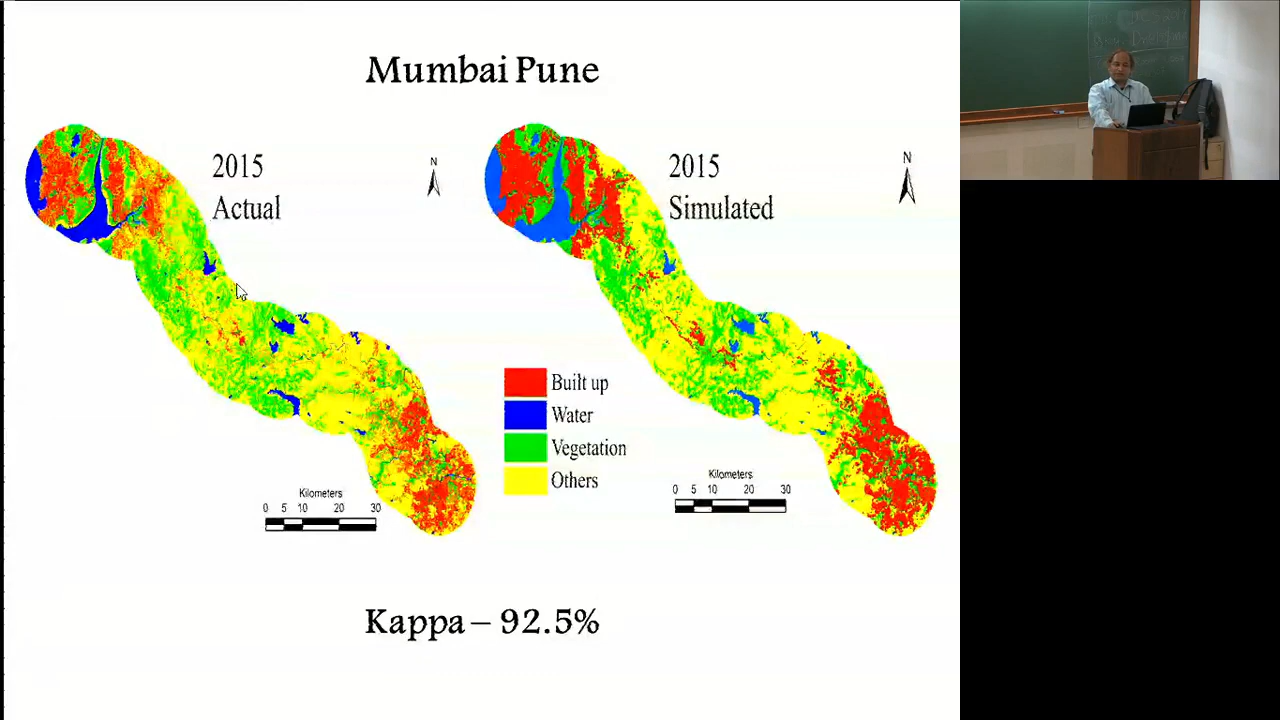 Mumbai Pune
2015
Actual
N
2015
Simulated
N
Built up
Water
Vegetation
Others
Kilometers
0 5 10 20 30
Kilometers
0 5 10 20 30
Kappa – 92.5%